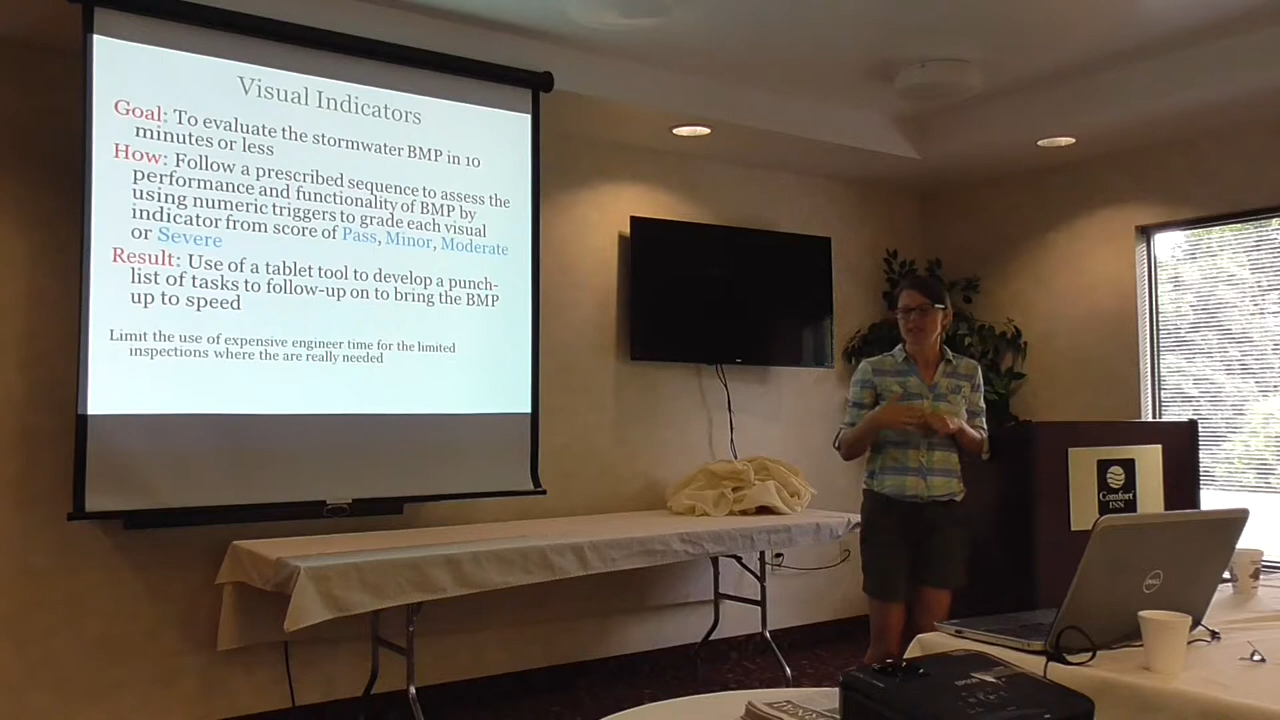 Visual Indicators
Goal: To evaluate the stormwater BMP in 10
minutes or less
How: Follow a prescribed sequence to assess the
performance and functionality of BMP by
using numeric triggers to grade each visual
indicator from score of Pass, Minor, Moderate
or Severe
Result: Use of a tablet tool to develop a punch-
list of tasks to follow-up on to bring the BMP
up to speed
Limit the use of expensive engineer time for the limited
inspections where the are really needed
Comfort
INN
DELL